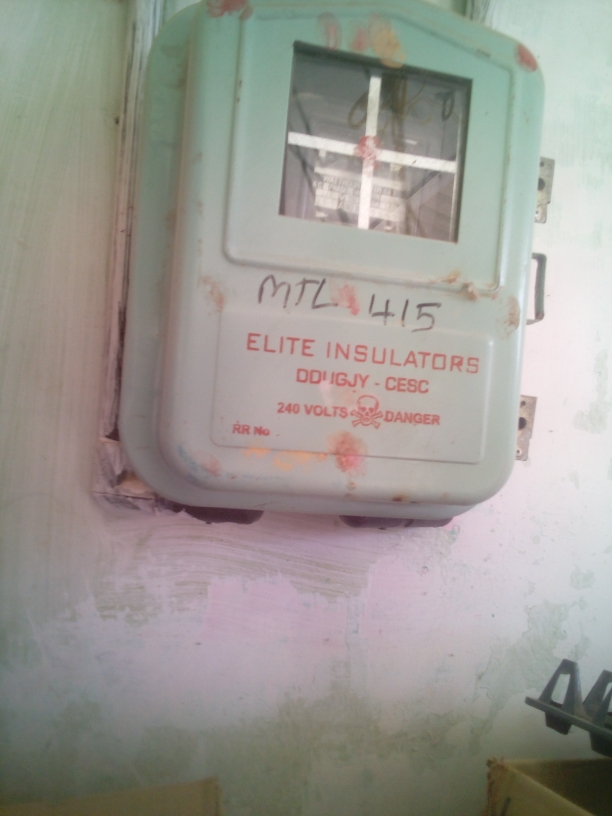 MTL 415
ELITE INSULATORS
DDUGJY - CESC
240 VOLTS DANGER
RR No